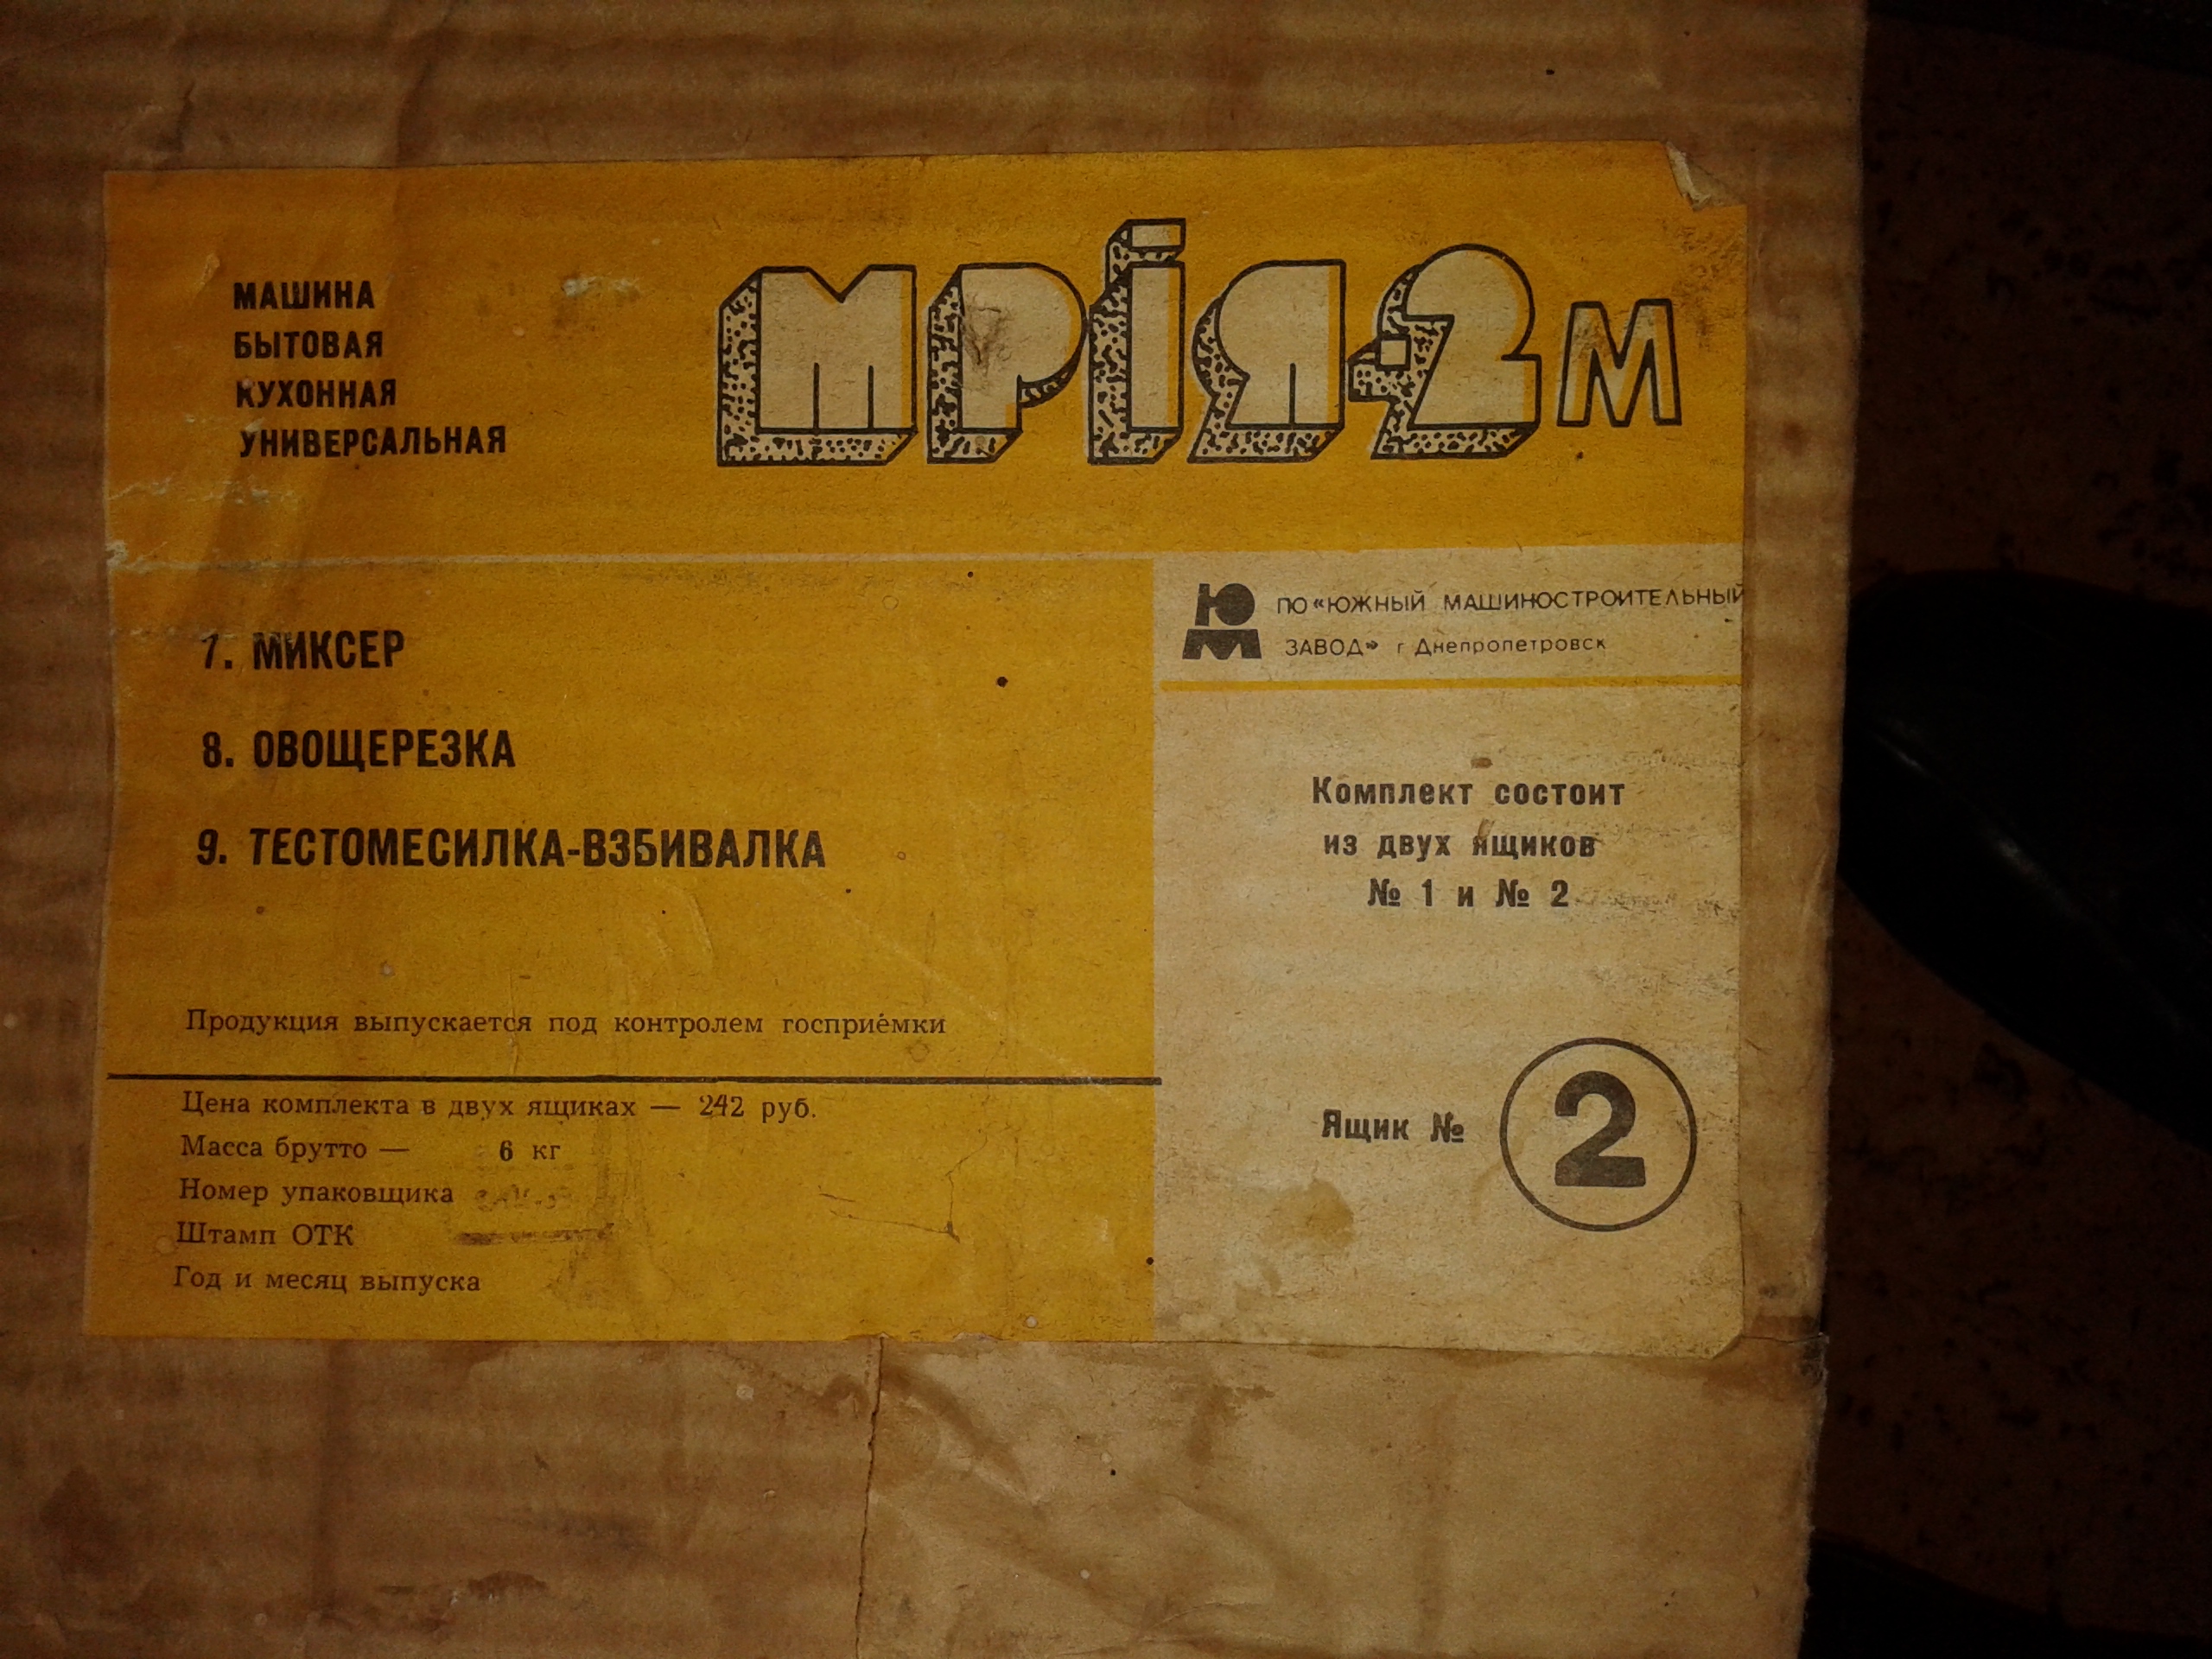 МАШИНА
БЫТОВАЯ
КУХОННАЯ
УНИВЕРСАЛЬНАЯ
МРІЯ-2М
7. МИКСЕР
8. ОВОЩЕРЕЗКА
9. ТЕСТОМЕСИЛКА-ВЗБИВАЛКА
Продукция выпускается под контролем госприёмки
Цена комплекта в двух ящиках — 242 руб.
Масса брутто — 6 кг
Номер упаковщика
Штамп ОТК
Год и месяц выпуска
ЮМ
ПО «ЮЖНЫЙ МАШИНОСТРОИТЕЛЬНЫЙ
ЗАВОД» г Днепропетровск
Комплект состоит
из двух ящиков
№ 1 и № 2
Ящик № 2